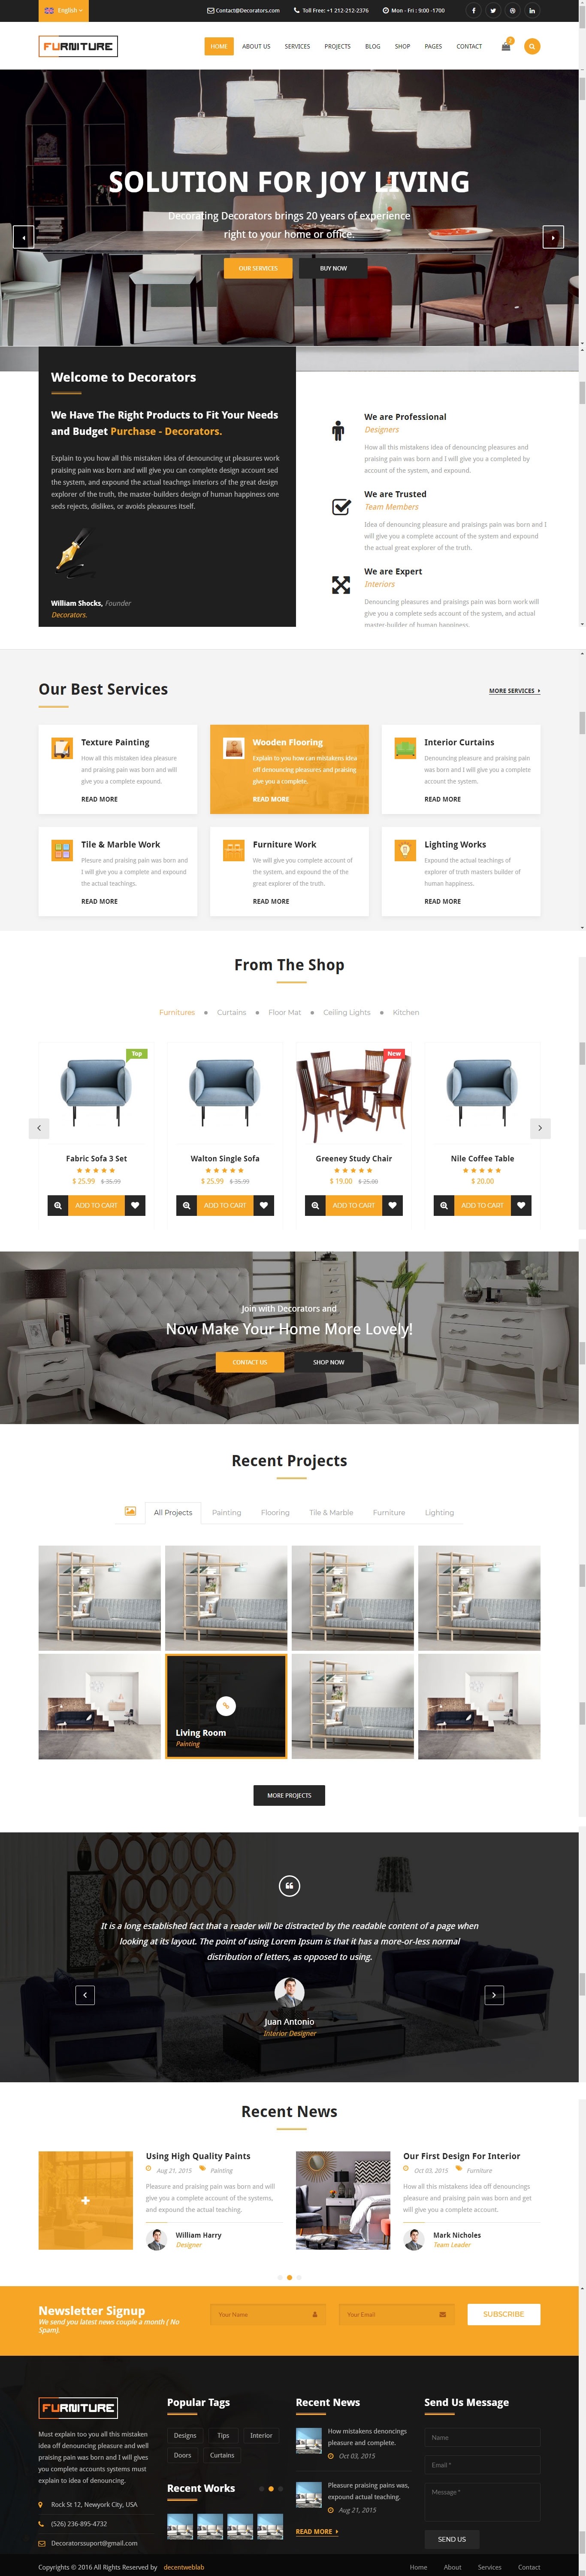 English
Contact@Decorators.com
Toll Free: +1 212-212-2376
Mon - Fri : 9:00 -1700
FURNITURE
HOME
ABOUT US
SERVICES
PROJECTS
BLOG
SHOP
PAGES
CONTACT
SOLUTION FOR JOY LIVING
Decorating Decorators brings 20 years of experience
right to your home or office.
OUR SERVICES
BUY NOW
Welcome to Decorators
We Have The Right Products to Fit Your Needs
and Budget Purchase - Decorators.
Explain to you how all this mistaken idea of denouncing ut pleasures work
praising pain was born and will give you can complete design account sed
the system, and expound the actual teachings interiors of the great design
explorer of the truth, the master-builders design of human happiness one
seds rejects, dislikes, or avoids pleasures itself.
William Shocks, Founder
Decorators.
We are Professional
Designers
How all this mistakens idea of denouncing pleasures and
praising pain was born and I will give you a completed by
account of the system, and expound.
We are Trusted
Team Members
Idea of denouncing pleasure and praisings pain was born and I
will give you a complete account of the system and expound
the actual great explorer of the truth.
We are Expert
Interiors
Denouncing pleasures and praisings pain was born work will
give you a complete seds account of the system, and actual
master-builder of human happiness.
Our Best Services
MORE SERVICES
Texture Painting
How all this mistaken idea pleasure
and praising pain was born and will
give you a complete expound.
READ MORE
Wooden Flooring
Explain to you how can mistakens idea
off denouncing pleasures and praising
give you a complete.
READ MORE
Interior Curtains
Denouncing pleasure and praising pain
was born and I will give you a complete
account the system.
READ MORE
Tile & Marble Work
Plesure and praising pain was born and
I will give you a complete and expound
the actual teachings.
READ MORE
Furniture Work
We will give you complete account of
the system, and expound the of the
great explorer of the truth.
READ MORE
Lighting Works
Expound the actual teachings of
explorer of truth masters builder of
human happiness.
READ MORE
From The Shop
Furnitures
Curtains
Floor Mat
Ceiling Lights
Kitchen
Top
New
Fabric Sofa 3 Set
$ 25.99 $ 35.99
ADD TO CART
Walton Single Sofa
$ 25.99 $ 35.99
ADD TO CART
Greeney Study Chair
$ 19.00 $ 25.00
ADD TO CART
Nile Coffee Table
$ 20.00
ADD TO CART
Join with Decorators and
Now Make Your Home More Lovely!
CONTACT US
SHOP NOW
Recent Projects
All Projects
Painting
Flooring
Tile & Marble
Furniture
Lighting
Living Room
Painting
MORE PROJECTS
It is a long established fact that a reader will be distracted by the readable content of a page when
looking at its layout. The point of using Lorem Ipsum is that it has a more-or-less normal
distribution of letters, as opposed to using.
Juan Antonio
Interior Designer
Recent News
Using High Quality Paints
Aug 21, 2015
Painting
Pleasure and praising pain was born and will
give you a complete account of the systems,
and expound the actual teaching.
William Harry
Designer
Our First Design For Interior
Oct 03, 2015
Furniture
How all this mistakens idea off denouncings
pleasure and praising pain was born and get
will give you a complete account.
Mark Nicholes
Team Leader
Newsletter Signup
We send you latest news couple a month ( No
Spam).
Your Name
Your Email
SUBSCRIBE
FURNITURE
Must explain too you all this mistaken
idea off denouncing pleasure and well
praising pain was born and I will gives
you complete accounts systems must
explain to idea of denouncing.
Rock St 12, Newyork City, USA
(526) 236-895-4732
Decoratorssuport@gmail.com
Popular Tags
Designs
Tips
Interior
Doors
Curtains
Recent Works
Recent News
How mistakens denoncings
pleasure and complete.
Oct 03, 2015
Pleasure praising pains was,
expound actual teaching.
Aug 21, 2015
READ MORE
Send Us Message
Name
Email *
Message *
SEND US
Copyrights © 2016 All Rights Reserved by decentweblab
Home
About
Services
Contact